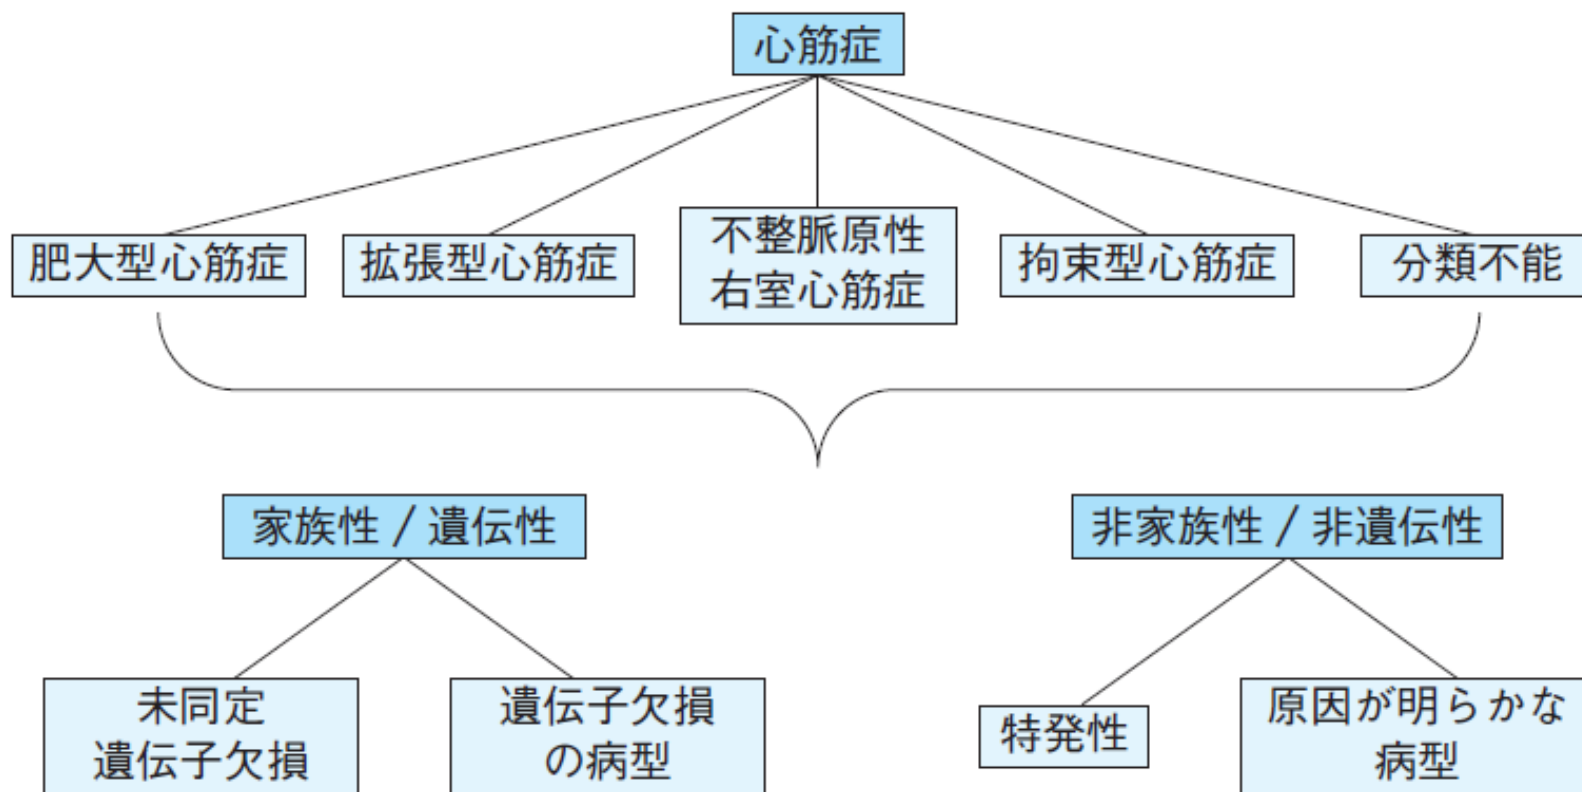 心筋症
肥大型心筋症
拡張型心筋症
不整脈原性
右室心筋症
拘束型心筋症
分類不能
家族性 / 遺伝性
非家族性 / 非遺伝性
未同定
遺伝子欠損
遺伝子欠損
の病型
特発性
原因が明らかな
病型